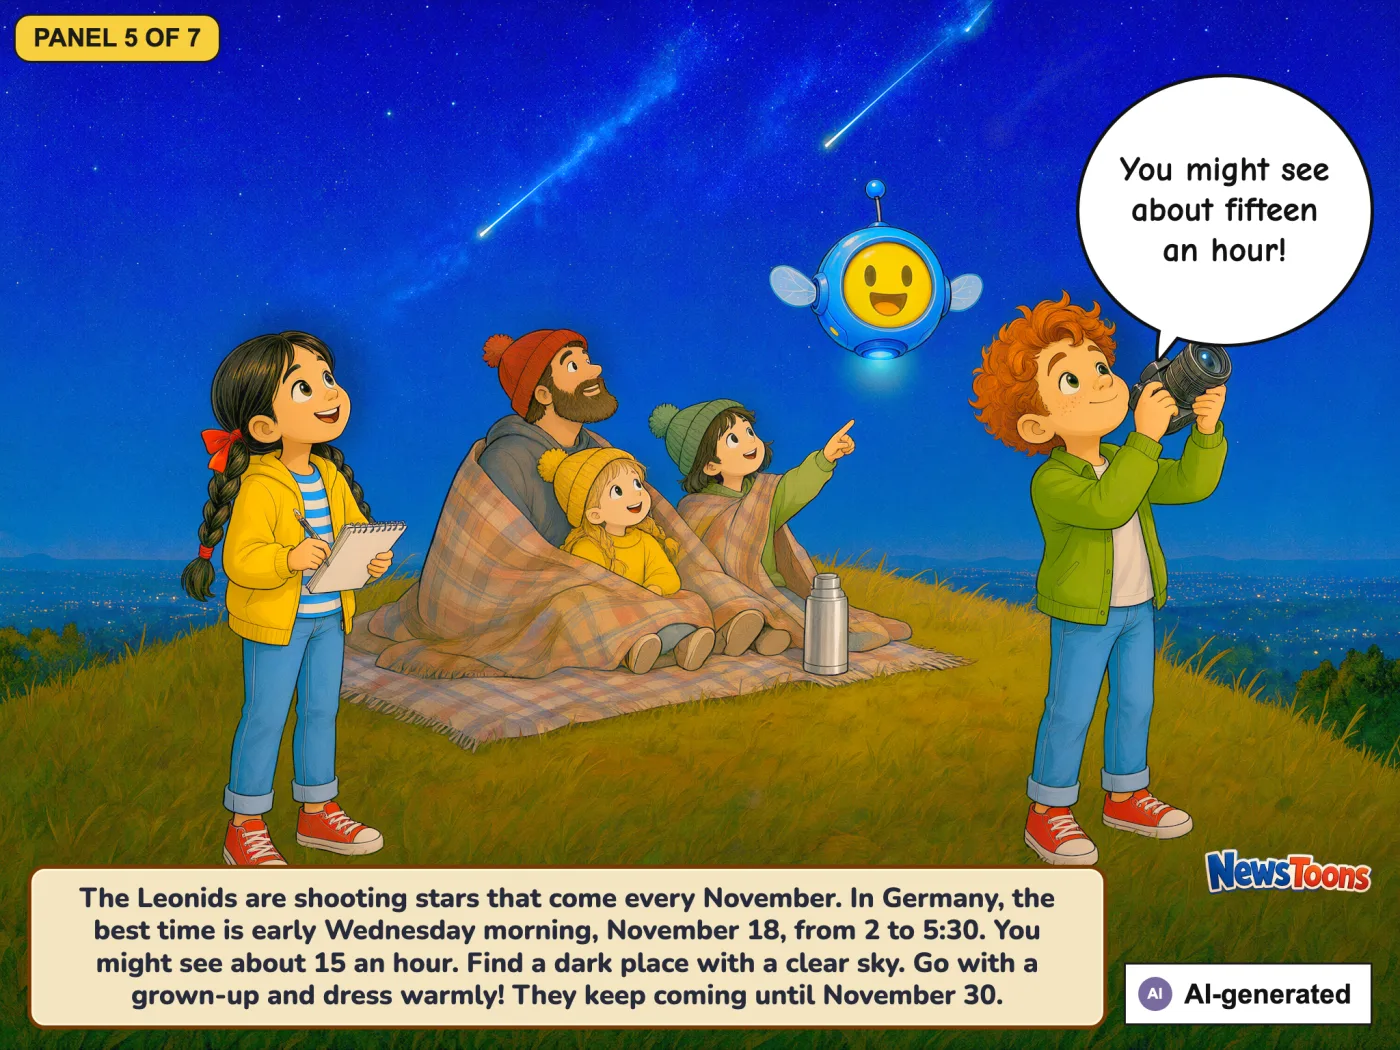 PANEL 5 OF 7
You might see
about fifteen
an hour!
The Leonids are shooting stars that come every November. In Germany, the
best time is early Wednesday morning, November 18, from 2 to 5:30. You
might see about 15 an hour. Find a dark place with a clear sky. Go with a
grown-up and dress warmly! They keep coming until November 30.
NewsToons
AI AI-generated